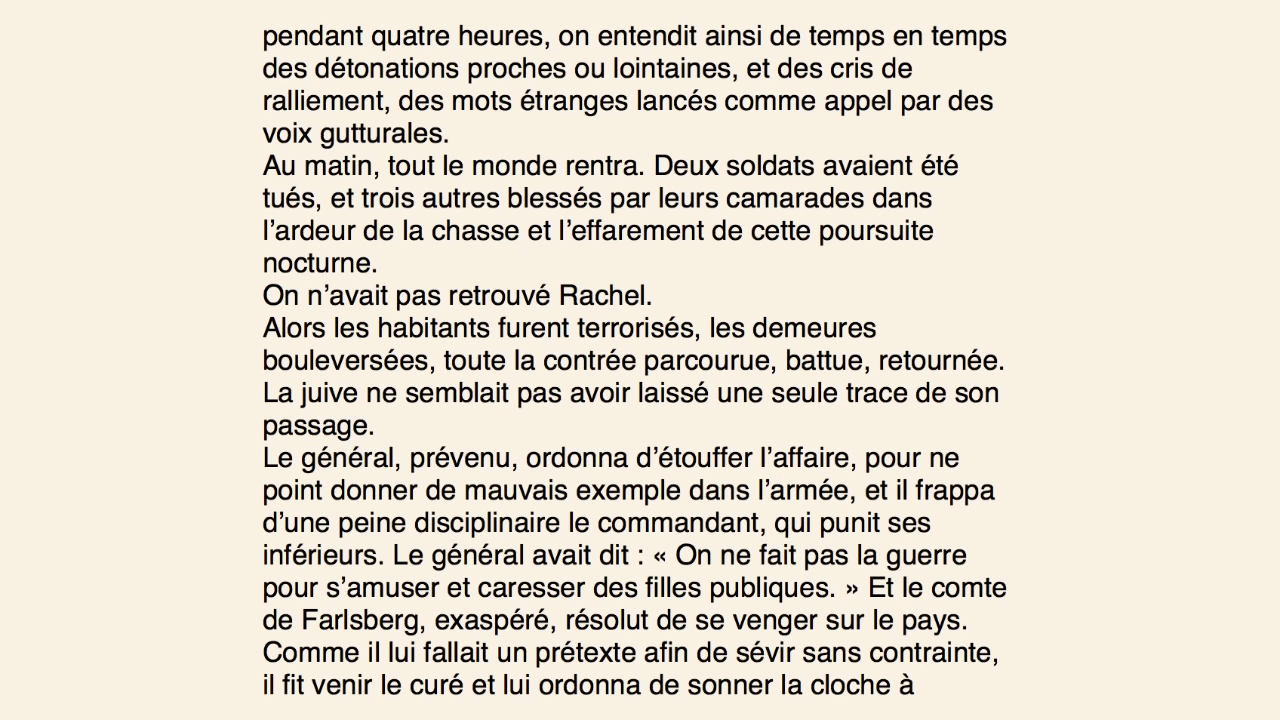 pendant quatre heures, on entendit ainsi de temps en temps
des détonations proches ou lointaines, et des cris de
ralliement, des mots étranges lancés comme appel par des
voix gutturales.
Au matin, tout le monde rentra. Deux soldats avaient été
tués, et trois autres blessés par leurs camarades dans
l’ardeur de la chasse et l’effarement de cette poursuite
nocturne.
On n’avait pas retrouvé Rachel.
Alors les habitants furent terrorisés, les demeures
bouleversées, toute la contrée parcourue, battue, retournée.
La juive ne semblait pas avoir laissé une seule trace de son
passage.
Le général, prévenu, ordonna d’étouffer l’affaire, pour ne
point donner de mauvais exemple dans l’armée, et il frappa
d’une peine disciplinaire le commandant, qui punit ses
inférieurs. Le général avait dit : « On ne fait pas la guerre
pour s’amuser et caresser des filles publiques. » Et le comte
de Farlsberg, exaspéré, résolut de se venger sur le pays.
Comme il lui fallait un prétexte afin de sévir sans contrainte,
il fit venir le curé et lui ordonna de sonner la cloche à